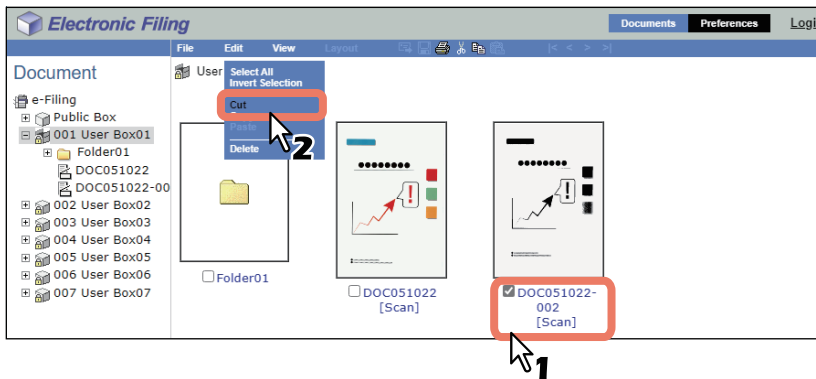 Electronic Filing
Documents Preferences Logi
File Edit View Layout |< < > >|
Document
e-Filing
Public Box
001 User Box01
Folder01
DOC051022
DOC051022-00
002 User Box02
003 User Box03
004 User Box04
005 User Box05
006 User Box06
007 User Box07
User
Select All
Invert Selection
Cut
Paste
Delete
2
!
!
Folder01
DOC051022
[Scan]
DOC051022-
002
[Scan]
1